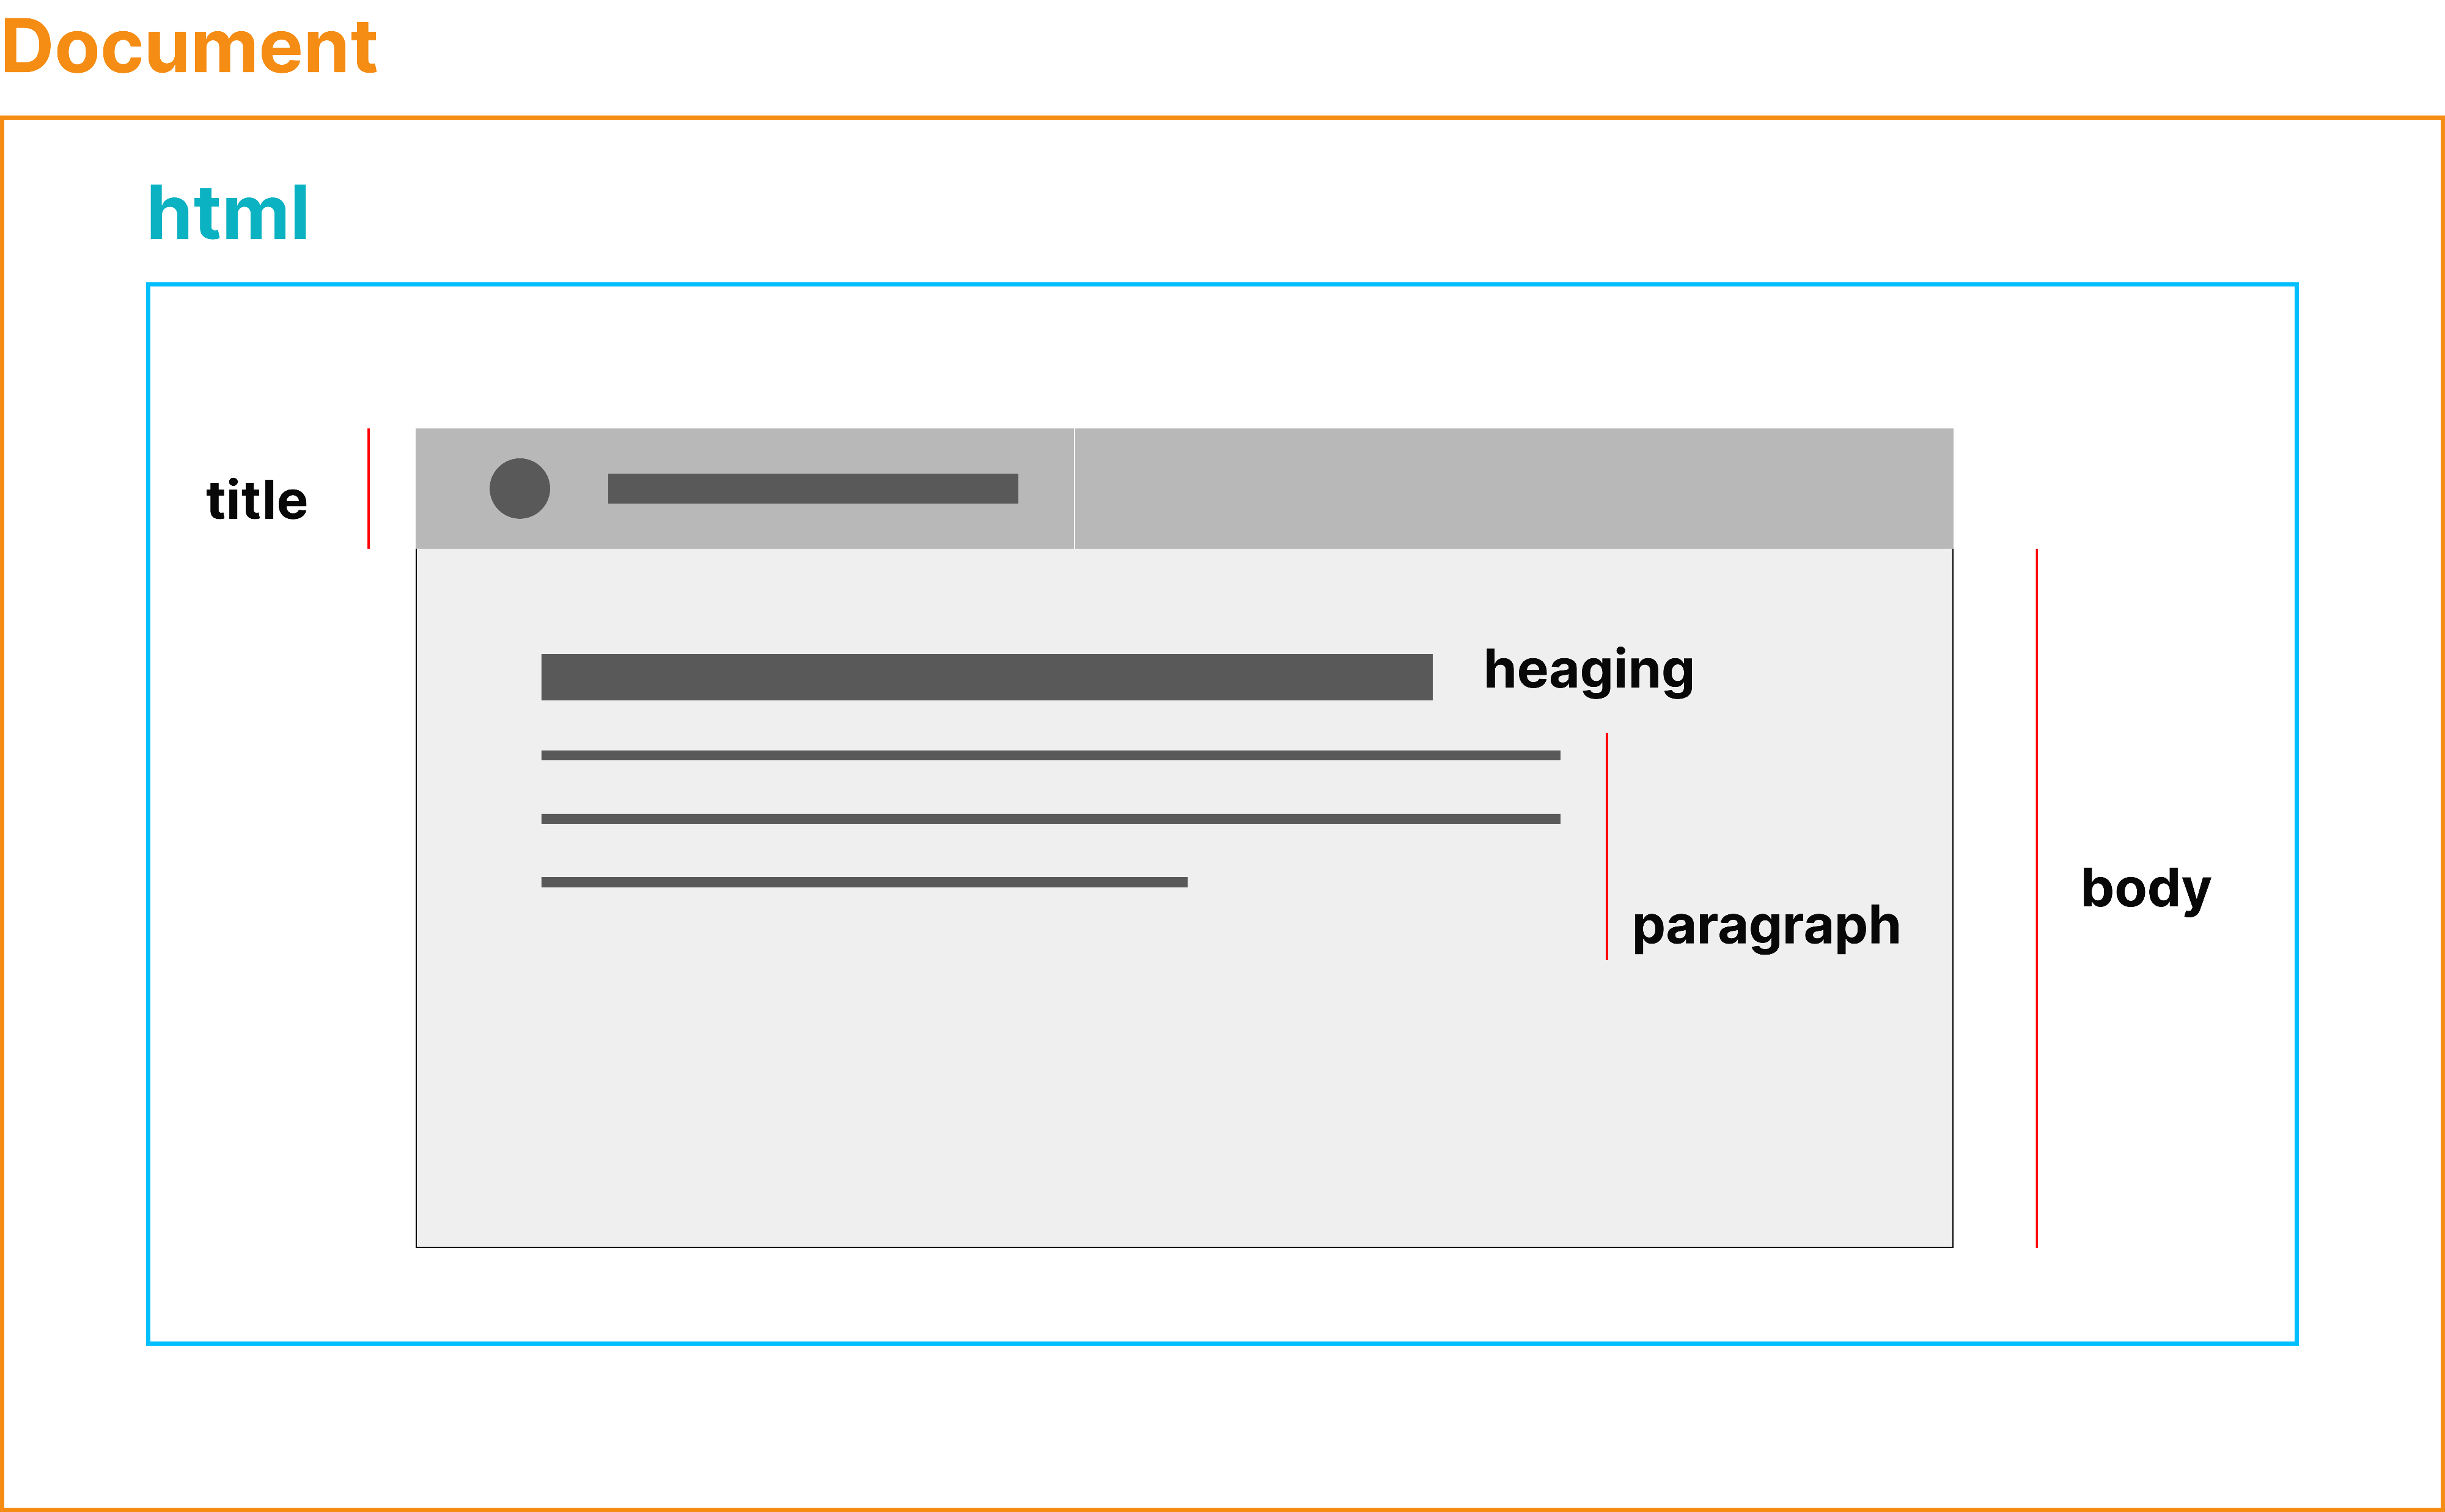 Document
html
title
heaging
paragraph
body